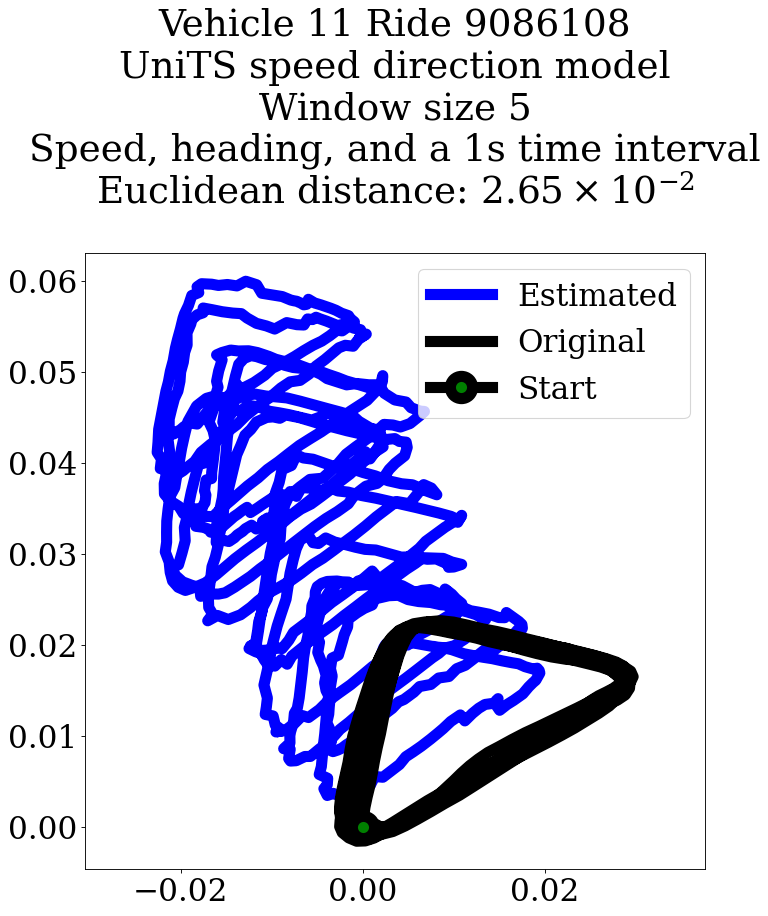 Vehicle 11 Ride 9086108
UniTS speed direction model
Window size 5
Speed, heading, and a 1s time interval
Euclidean distance: 2.65 × 10⁻²
Estimated
Original
Start
0.06
0.05
0.04
0.03
0.02
0.01
0.00
−0.02 0.00 0.02